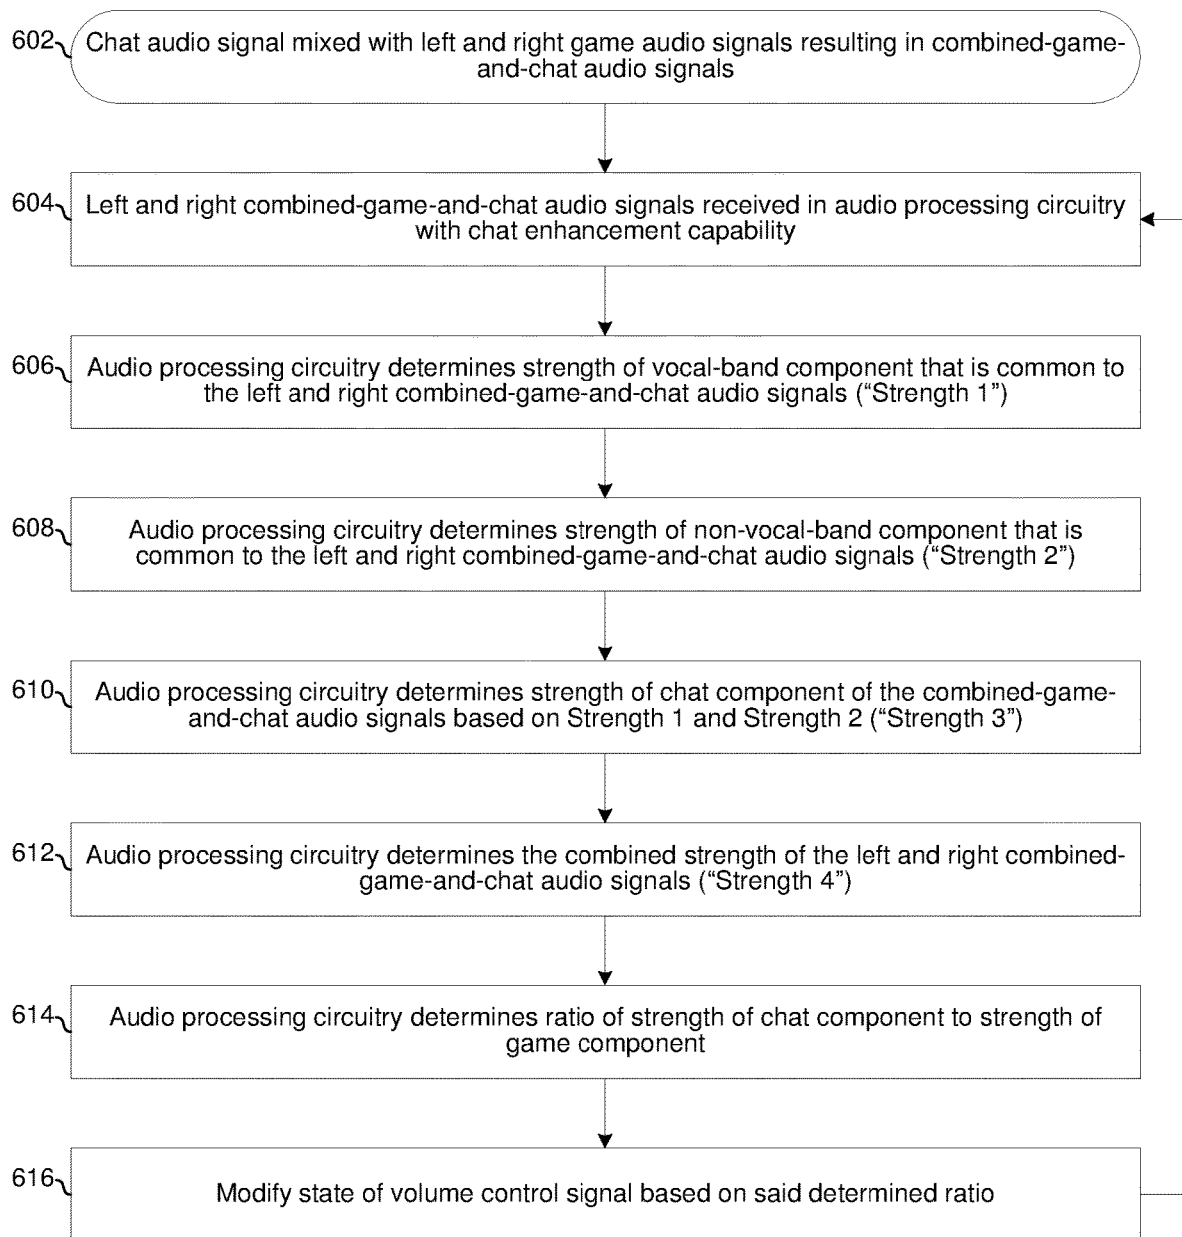 602
Chat audio signal mixed with left and right game audio signals resulting in combined-game-
and-chat audio signals
604
Left and right combined-game-and-chat audio signals received in audio processing circuitry
with chat enhancement capability
606
Audio processing circuitry determines strength of vocal-band component that is common to
the left and right combined-game-and-chat audio signals (“Strength 1”)
608
Audio processing circuitry determines strength of non-vocal-band component that is
common to the left and right combined-game-and-chat audio signals (“Strength 2”)
610
Audio processing circuitry determines strength of chat component of the combined-game-
and-chat audio signals based on Strength 1 and Strength 2 (“Strength 3”)
612
Audio processing circuitry determines the combined strength of the left and right combined-
game-and-chat audio signals (“Strength 4”)
614
Audio processing circuitry determines ratio of strength of chat component to strength of
game component
616
Modify state of volume control signal based on said determined ratio